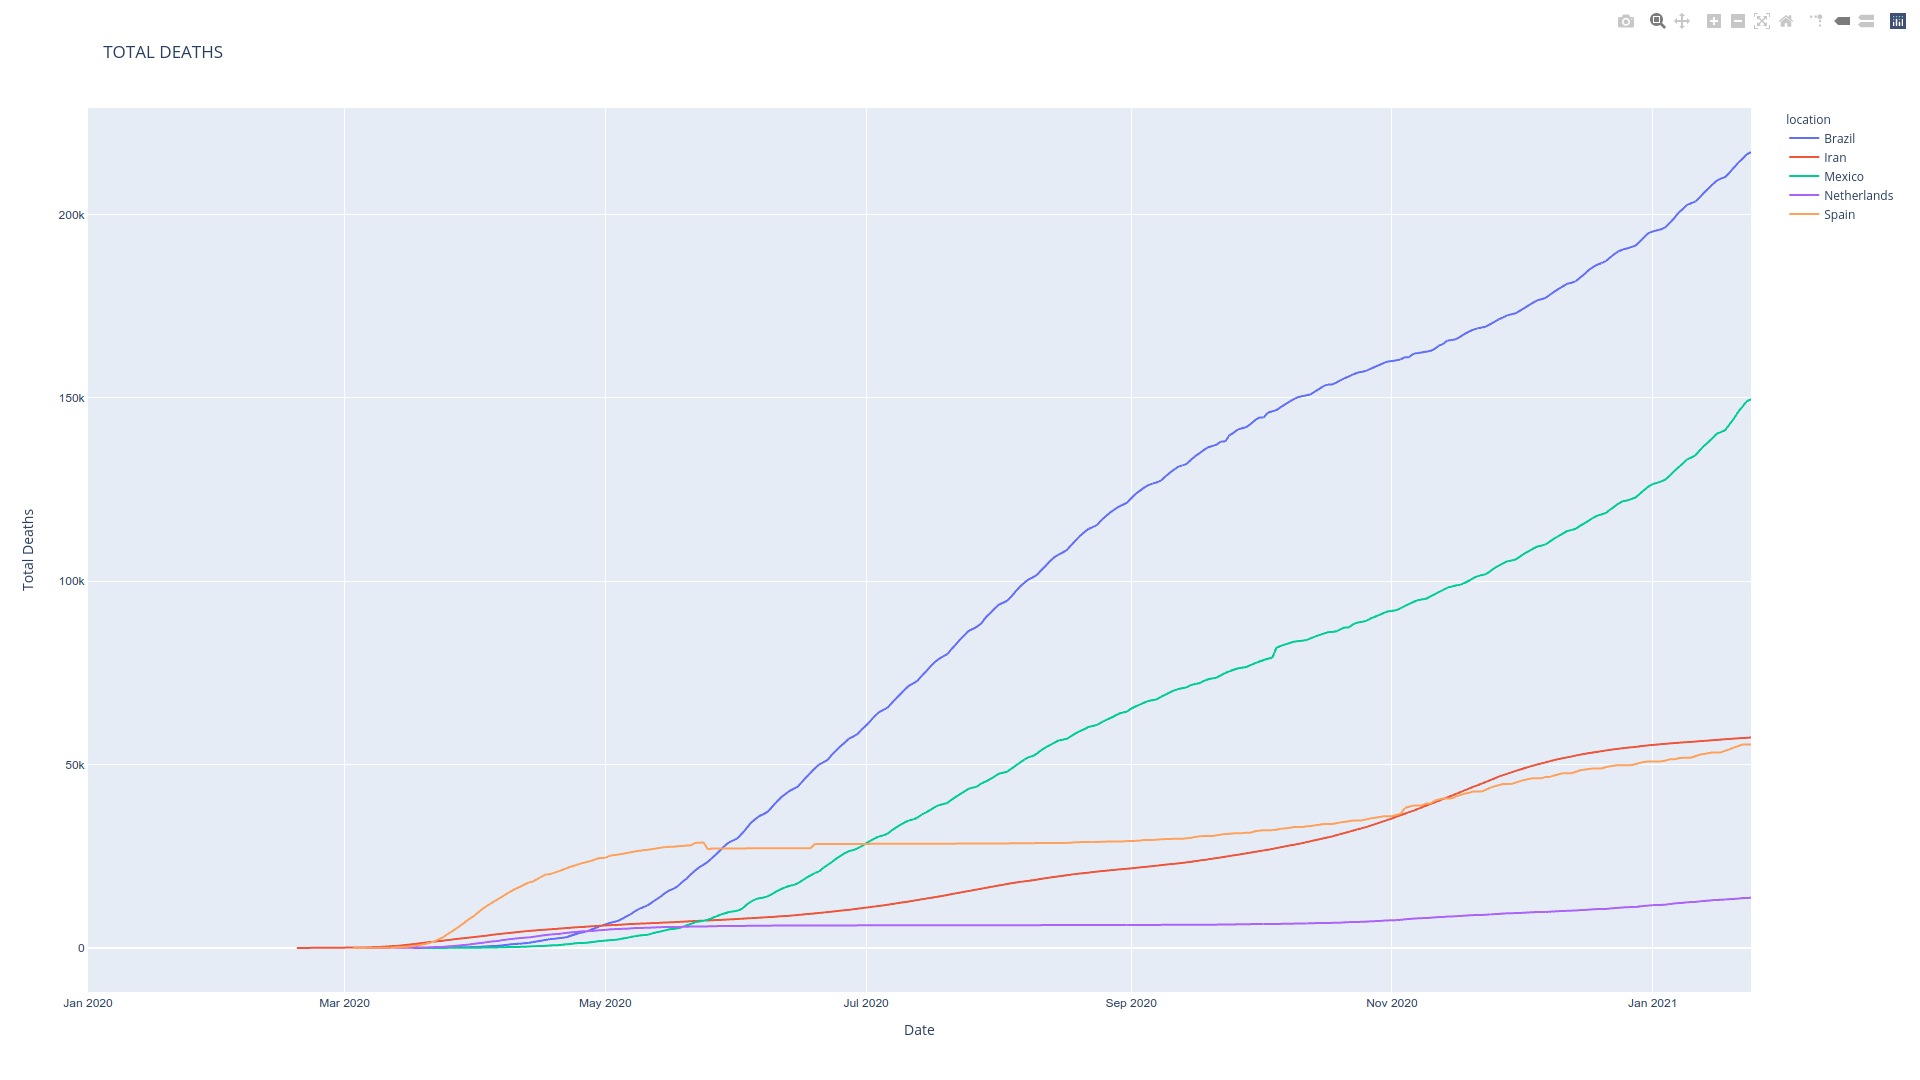 TOTAL DEATHS
location
Brazil
Iran
Mexico
Netherlands
Spain
Total Deaths
200k
150k
100k
50k
0
Jan 2020
Mar 2020
May 2020
Jul 2020
Sep 2020
Nov 2020
Jan 2021
Date